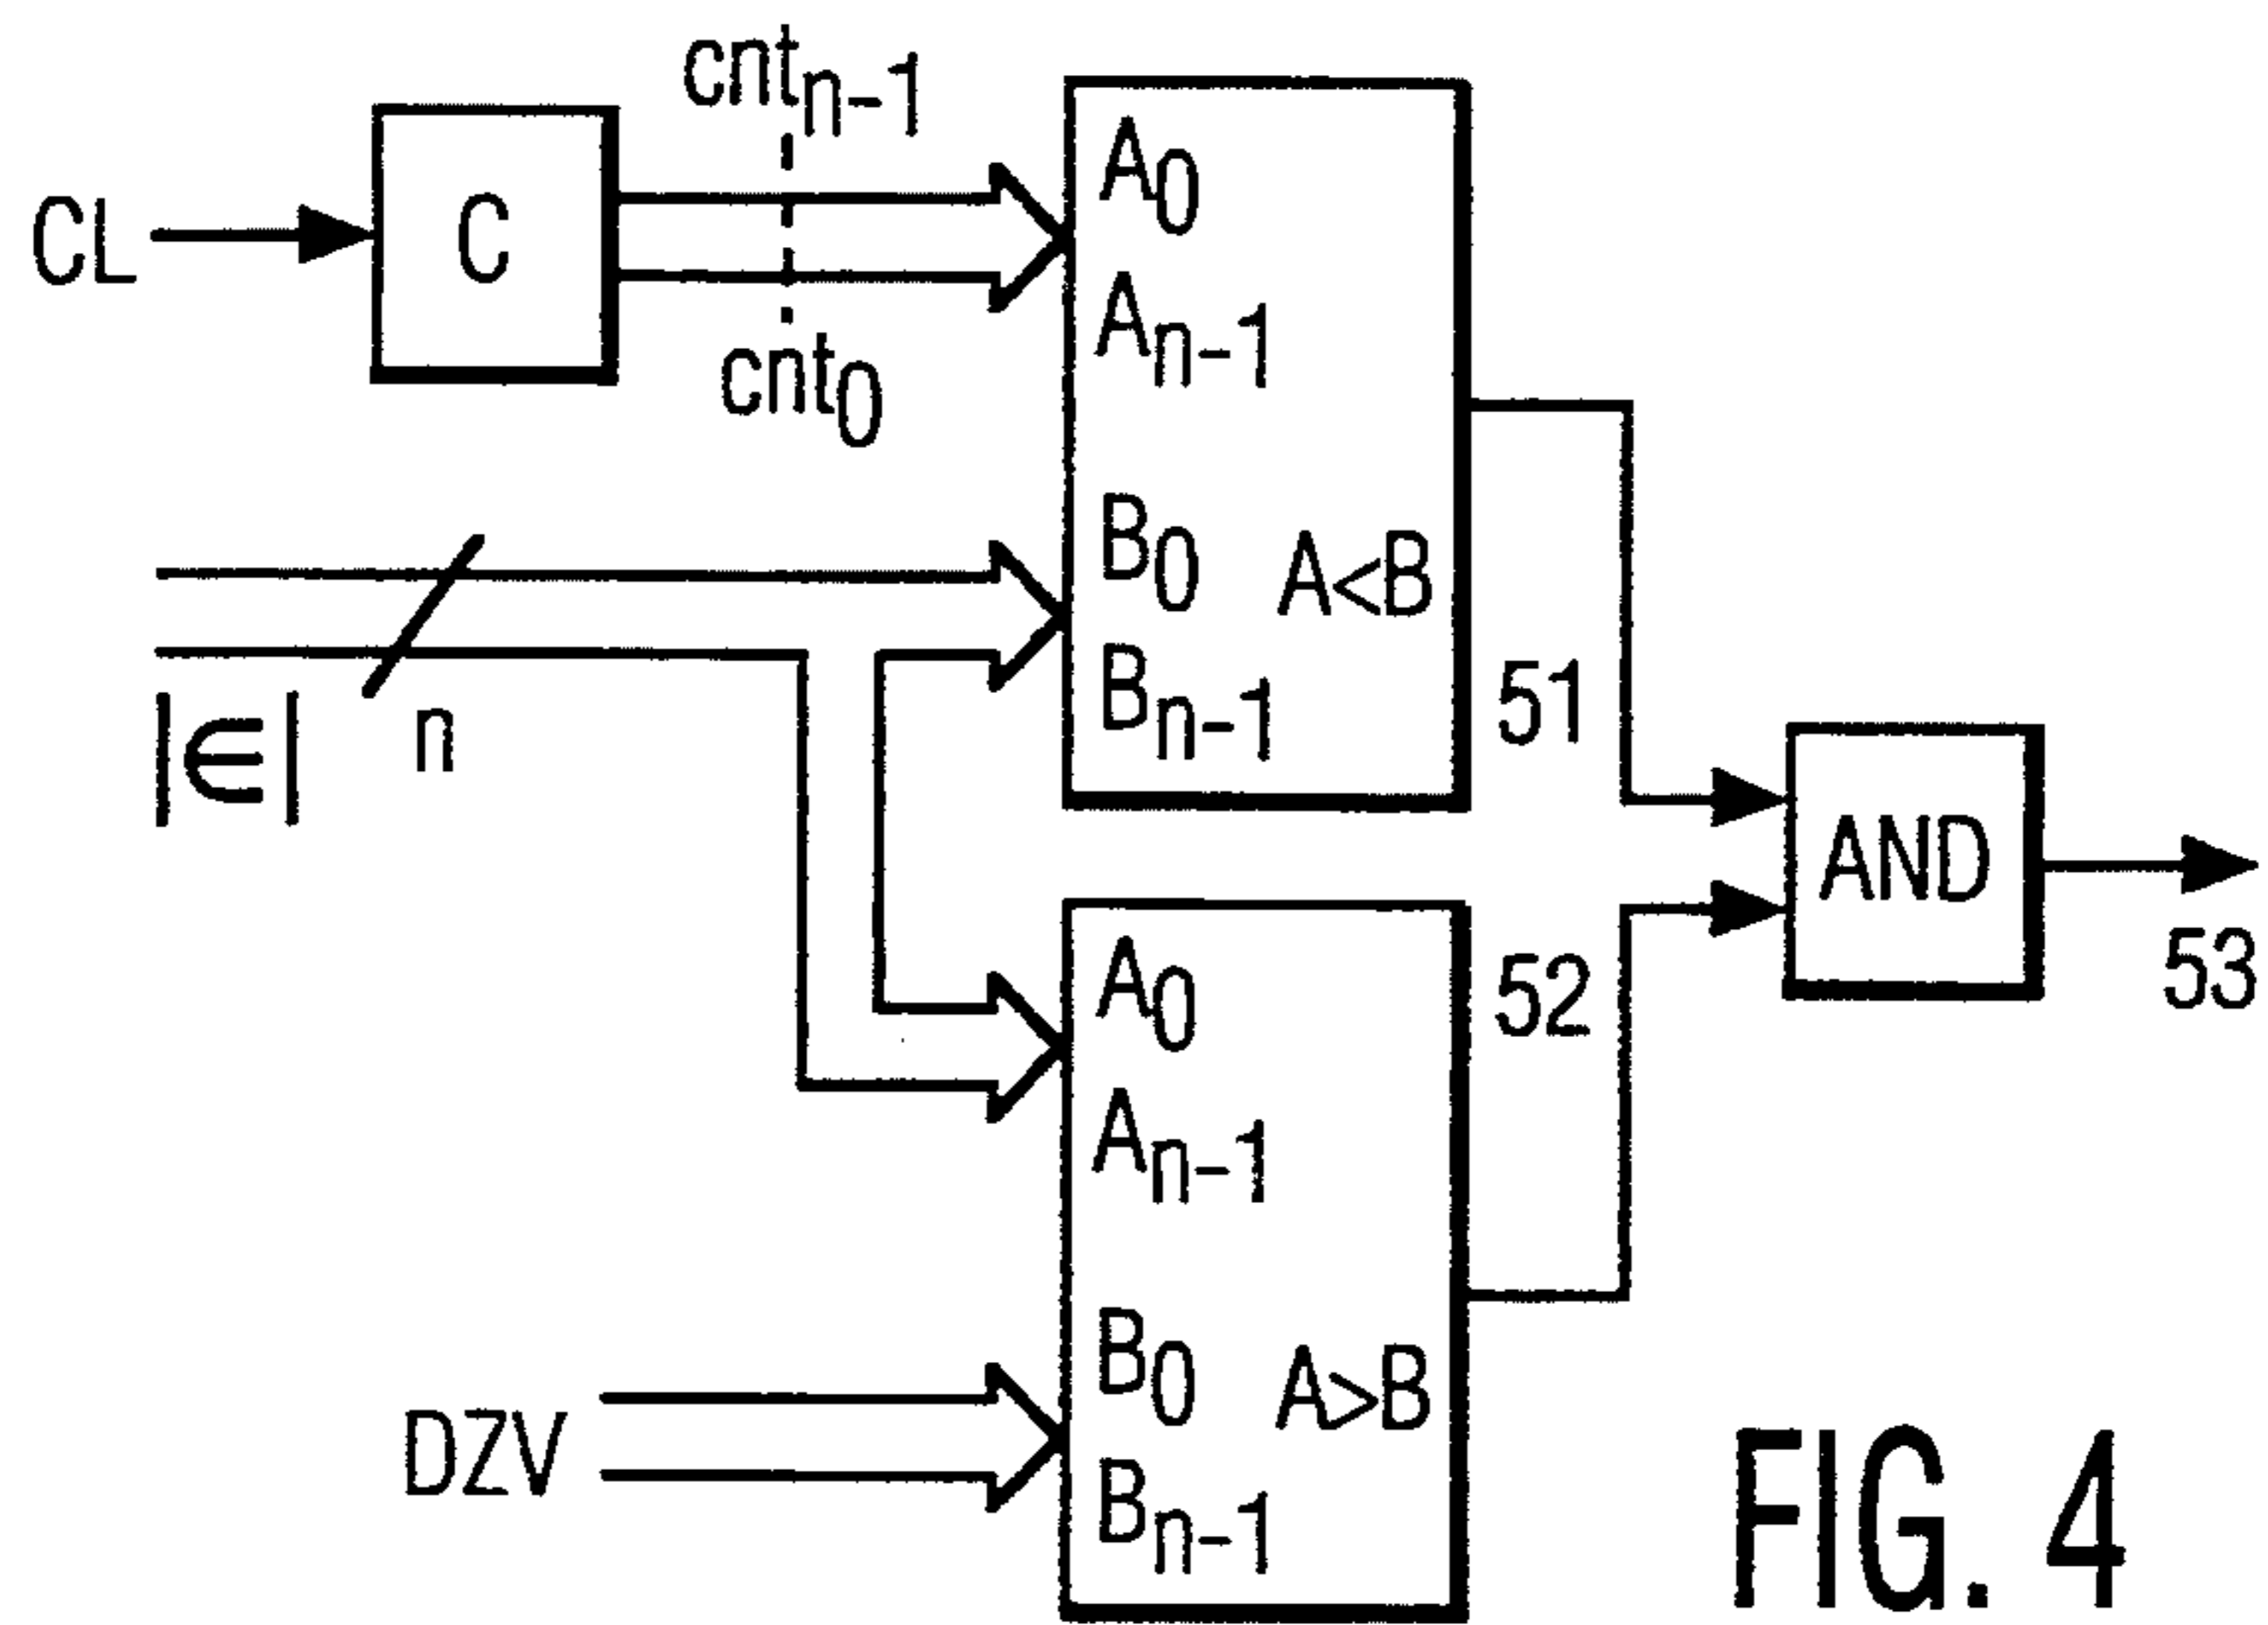 cntn-1
CL
C
cnt0
A0
An-1
B0
Bn-1
A<B
|∈|
n
51
AND
53
52
A0
An-1
B0
Bn-1
A>B
DZV
FIG. 4